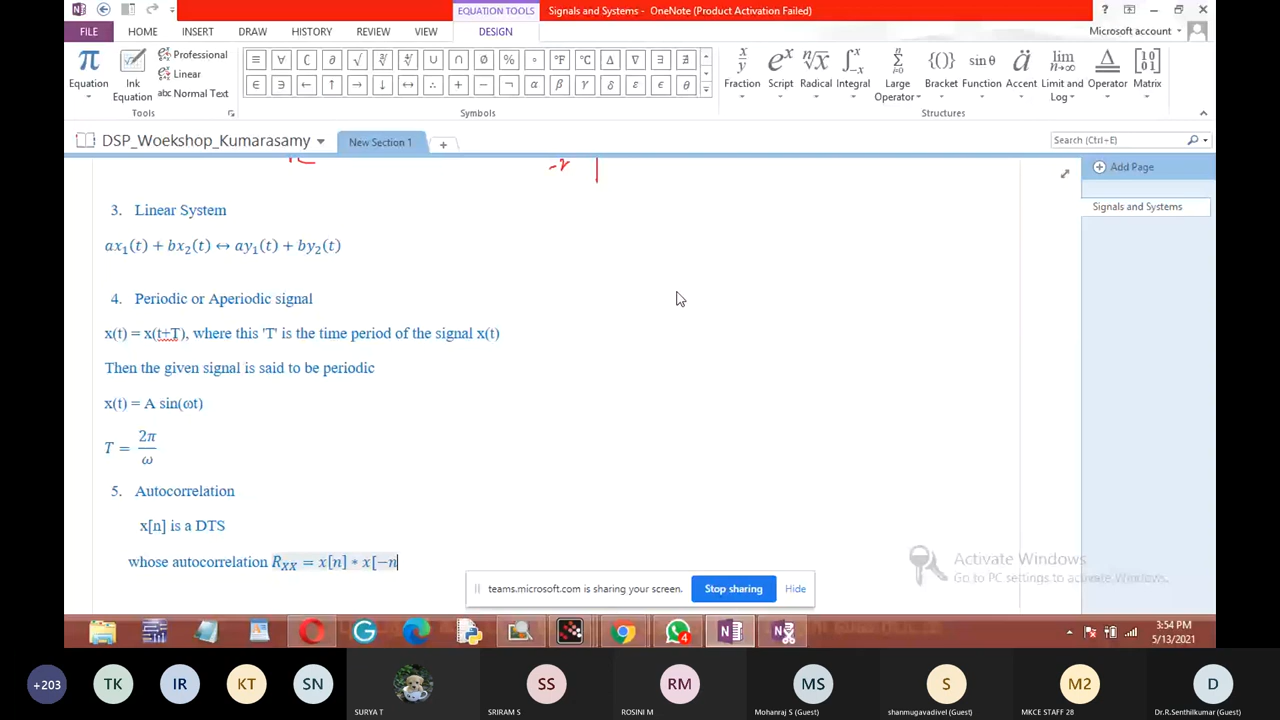 EQUATION TOOLS
Signals and Systems - OneNote (Product Activation Failed)
FILE HOME INSERT DRAW HISTORY REVIEW VIEW DESIGN
Microsoft account
Equation
Ink Equation
Professional
Linear
abc Normal Text
Tools
Symbols
Fraction Script Radical Integral Large Operator Bracket Function Accent Limit and Log Operator Matrix
Structures
DSP_Woekshop_Kumarasamy
New Section 1
Search (Ctrl+E)
Add Page
Signals and Systems
3. Linear System
ax₁(t) + bx₂(t) ↔ ay₁(t) + by₂(t)
4. Periodic or Aperiodic signal
x(t) = x(t±T), where this 'T' is the time period of the signal x(t)
Then the given signal is said to be periodic
x(t) = A sin(ωt)
T = 2π/ω
5. Autocorrelation
x[n] is a DTS
whose autocorrelation R_XX = x[n] * x[−n
Activate Windows
Go to PC settings to activate Windows.
teams.microsoft.com is sharing your screen.
Stop sharing
Hide
4
3:54 PM
5/13/2021
+203 TK IR KT SN SS RM MS S M2 D
SURYA T SRIRAM S ROSINI M Mohanraj S (Guest) shanmugavadivel (Guest) MKCE STAFF 28 Dr.R.Senthilkumar (Guest)